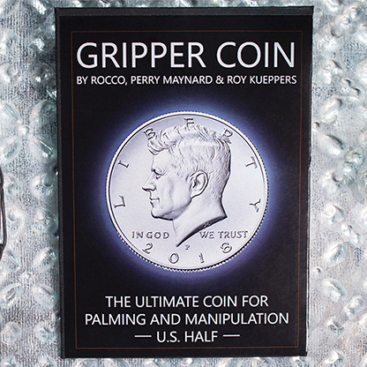 GRIPPER COIN
BY ROCCO, PERRY MAYNARD & ROY KUEPPERS
LIBERTY
IN GOD WE TRUST
P
2018
THE ULTIMATE COIN FOR
PALMING AND MANIPULATION
— U.S. HALF —